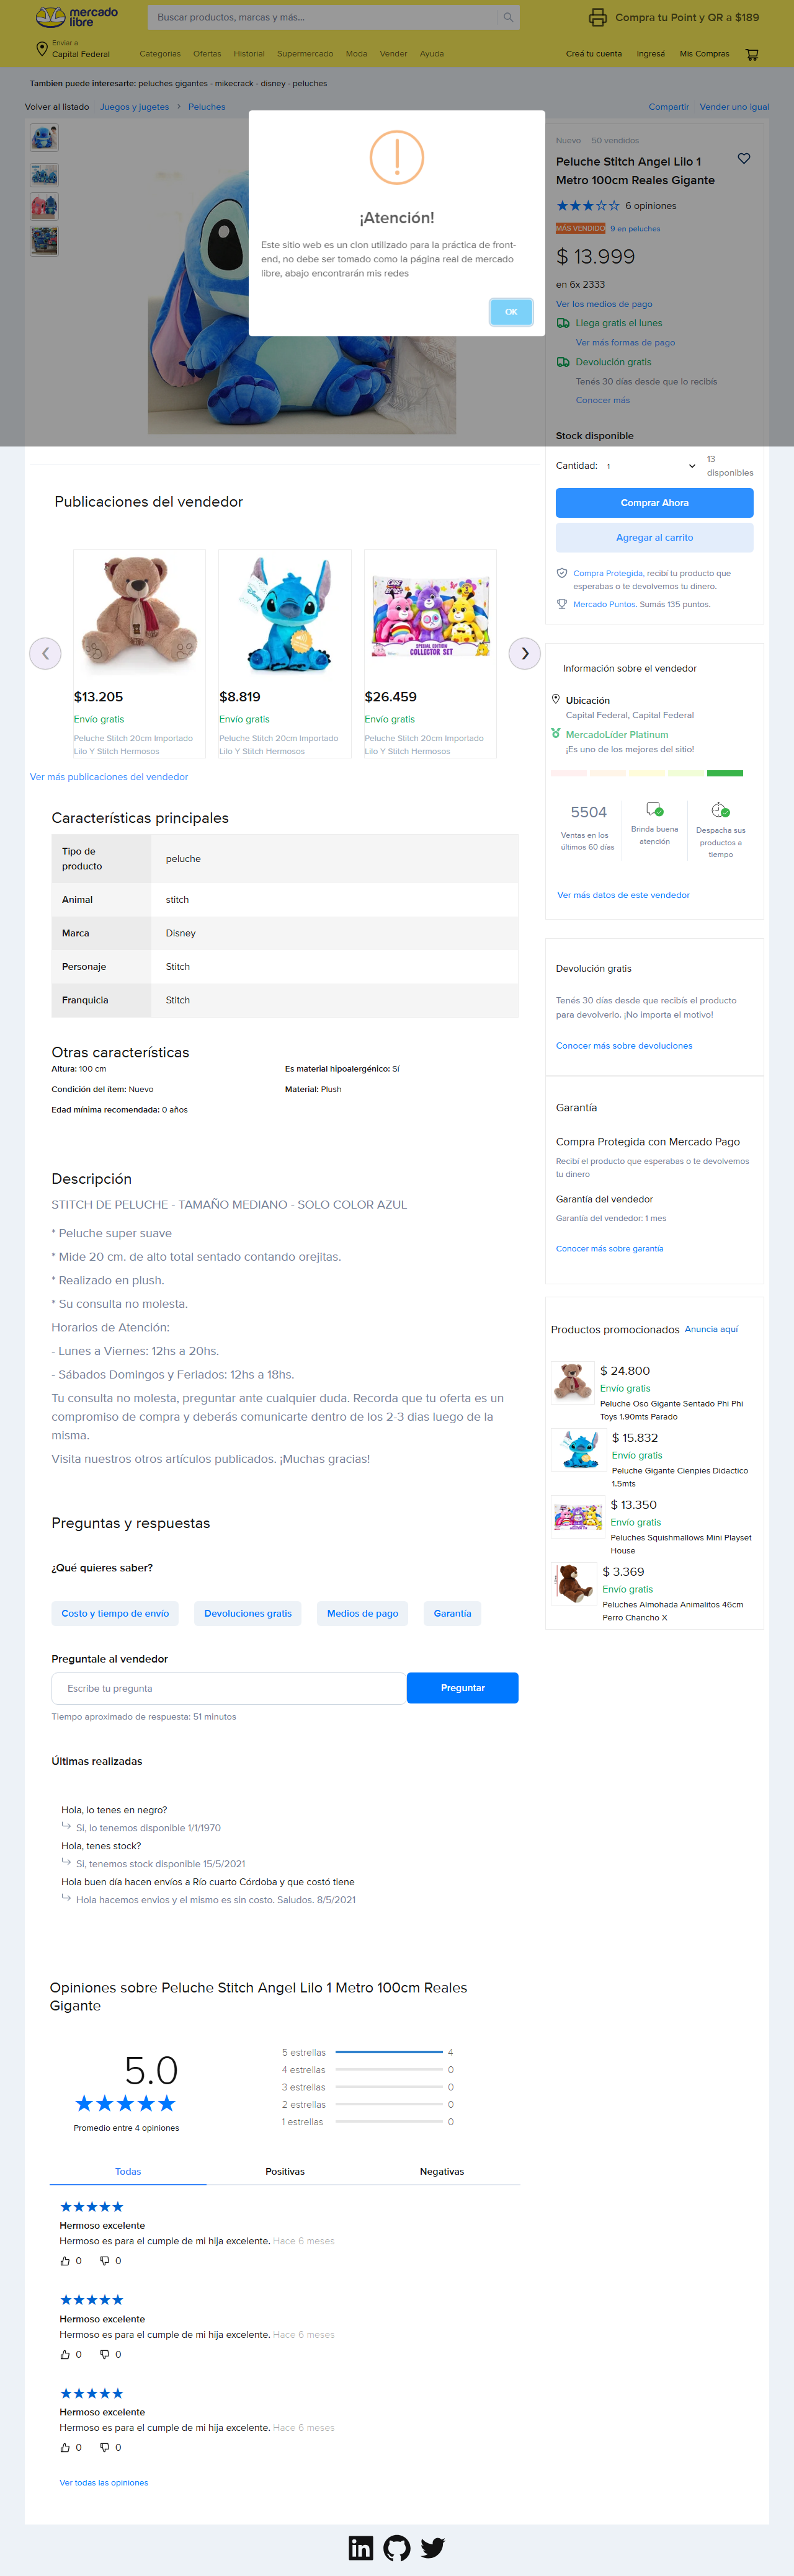 mercado
libre
Buscar productos, marcas y más...
Compra tu Point y QR a $189
Enviar a
Capital Federal
Categorias Ofertas Historial Supermercado Moda Vender Ayuda
Creá tu cuenta Ingresá Mis Compras
Tambien puede interesarte: peluches gigantes - mikecrack - disney - peluches
Volver al listado Juegos y jugetes > Peluches
Compartir Vender uno igual
¡Atención!
Este sitio web es un clon utilizado para la práctica de front-
end, no debe ser tomado como la página real de mercado
libre, abajo encontrarán mis redes
OK
Nuevo 50 vendidos
Peluche Stitch Angel Lilo 1
Metro 100cm Reales Gigante
6 opiniones
MÁS VENDIDO 9 en peluches
$ 13.999
en 6x 2333
Ver los medios de pago
Llega gratis el lunes
Ver más formas de pago
Devolución gratis
Tenés 30 días desde que lo recibís
Conocer más
Stock disponible
Cantidad: 1
13
disponibles
Comprar Ahora
Agregar al carrito
Compra Protegida, recibí tu producto que
esperabas o te devolvemos tu dinero.
Mercado Puntos. Sumás 135 puntos.
Publicaciones del vendedor
SPECIAL EDITION
COLLECTOR SET
$13.205
Envío gratis
Peluche Stitch 20cm Importado
Lilo Y Stitch Hermosos
$8.819
Envío gratis
Peluche Stitch 20cm Importado
Lilo Y Stitch Hermosos
$26.459
Envío gratis
Peluche Stitch 20cm Importado
Lilo Y Stitch Hermosos
Ver más publicaciones del vendedor
Información sobre el vendedor
Ubicación
Capital Federal, Capital Federal
MercadoLíder Platinum
¡Es uno de los mejores del sitio!
5504
Ventas en los
últimos 60 días
Brinda buena
atención
Despacha sus
productos a
tiempo
Ver más datos de este vendedor
Características principales
Tipo de
producto
peluche
Animal stitch
Marca Disney
Personaje Stitch
Franquicia Stitch
Devolución gratis
Tenés 30 días desde que recibís el producto
para devolverlo. ¡No importa el motivo!
Conocer más sobre devoluciones
Otras características
Altura: 100 cm
Es material hipoalergénico: Sí
Condición del ítem: Nuevo
Material: Plush
Edad mínima recomendada: 0 años
Garantía
Compra Protegida con Mercado Pago
Recibí el producto que esperabas o te devolvemos
tu dinero
Garantía del vendedor
Garantía del vendedor: 1 mes
Conocer más sobre garantía
Descripción
STITCH DE PELUCHE - TAMAÑO MEDIANO - SOLO COLOR AZUL
* Peluche super suave
* Mide 20 cm. de alto total sentado contando orejitas.
* Realizado en plush.
* Su consulta no molesta.
Horarios de Atención:
- Lunes a Viernes: 12hs a 20hs.
- Sábados Domingos y Feriados: 12hs a 18hs.
Tu consulta no molesta, preguntar ante cualquier duda. Recorda que tu oferta es un
compromiso de compra y deberás comunicarte dentro de los 2-3 dias luego de la
misma.
Visita nuestros otros artículos publicados. ¡Muchas gracias!
Productos promocionados Anuncia aquí
$ 24.800
Envío gratis
Peluche Oso Gigante Sentado Phi Phi
Toys 1.90mts Parado
$ 15.832
Envío gratis
Peluche Gigante Cienpies Didactico
1.5mts
$ 13.350
Envío gratis
Peluches Squishmallows Mini Playset
House
$ 3.369
Envío gratis
Peluches Almohada Animalitos 46cm
Perro Chancho X
Preguntas y respuestas
¿Qué quieres saber?
Costo y tiempo de envío Devoluciones gratis Medios de pago Garantía
Preguntale al vendedor
Escribe tu pregunta
Preguntar
Tiempo aproximado de respuesta: 51 minutos
Últimas realizadas
Hola, lo tenes en negro?
Si, lo tenemos disponible 1/1/1970
Hola, tenes stock?
Si, tenemos stock disponible 15/5/2021
Hola buen día hacen envíos a Río cuarto Córdoba y que costó tiene
Hola hacemos envios y el mismo es sin costo. Saludos. 8/5/2021
Opiniones sobre Peluche Stitch Angel Lilo 1 Metro 100cm Reales
Gigante
5.0
Promedio entre 4 opiniones
5 estrellas 4
4 estrellas 0
3 estrellas 0
2 estrellas 0
1 estrellas 0
Todas Positivas Negativas
Hermoso excelente
Hermoso es para el cumple de mi hija excelente. Hace 6 meses
0 0
Hermoso excelente
Hermoso es para el cumple de mi hija excelente. Hace 6 meses
0 0
Hermoso excelente
Hermoso es para el cumple de mi hija excelente. Hace 6 meses
0 0
Ver todas las opiniones
in